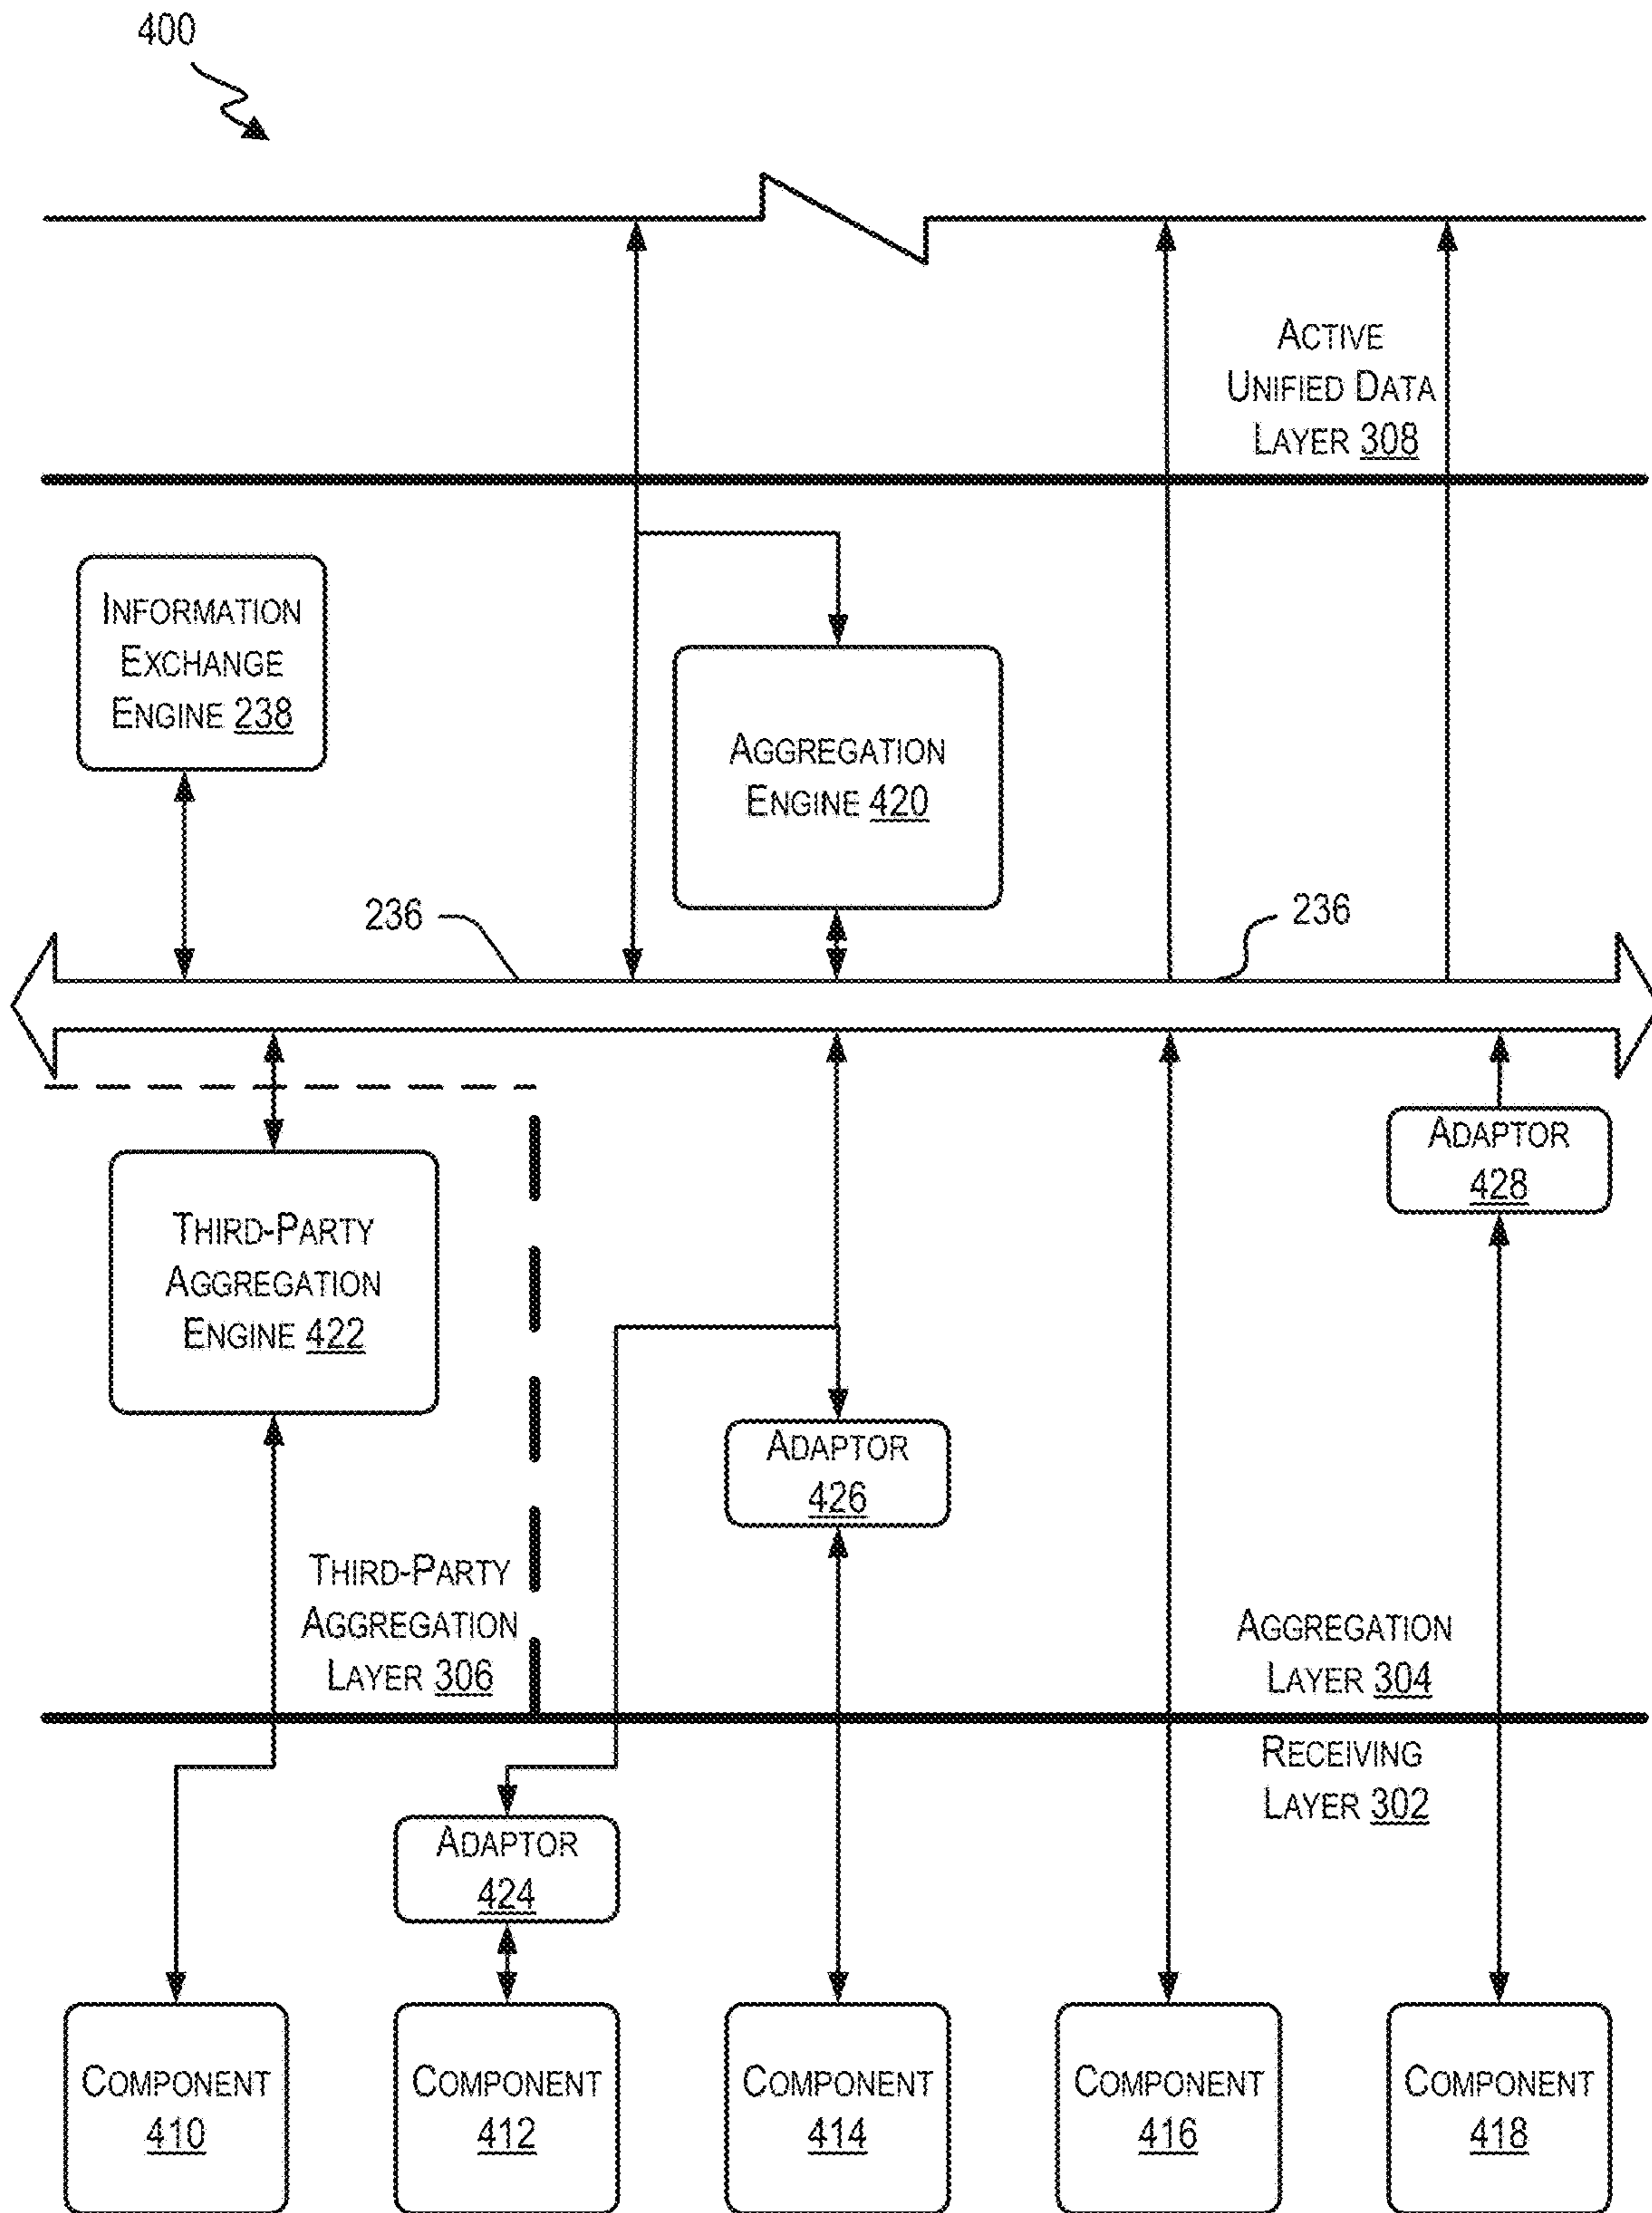 400
ACTIVE
UNIFIED DATA
LAYER 308
INFORMATION
EXCHANGE
ENGINE 238
AGGREGATION
ENGINE 420
236
236
ADAPTOR
428
THIRD-PARTY
AGGREGATION
ENGINE 422
ADAPTOR
426
THIRD-PARTY
AGGREGATION
LAYER 306
AGGREGATION
LAYER 304
RECEIVING
LAYER 302
ADAPTOR
424
COMPONENT
410
COMPONENT
412
COMPONENT
414
COMPONENT
416
COMPONENT
418